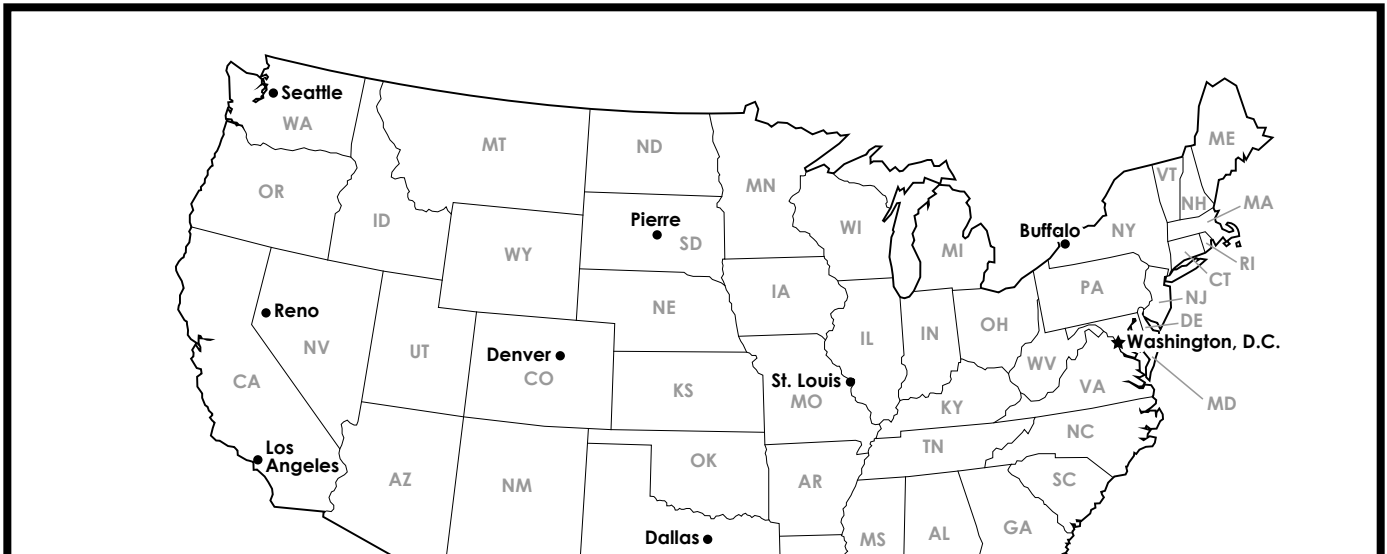 Seattle
WA
MT
ND
ME
OR
ID
MN
VT
NH
MA
Pierre
SD
WI
MI
Buffalo
NY
WY
RI
CT
Reno
NE
IA
PA
NJ
DE
Washington, D.C.
NV
UT
Denver
CO
IL
IN
OH
WV
CA
KS
St. Louis
MO
KY
VA
MD
Los
Angeles
AZ
NM
OK
AR
TN
NC
SC
Dallas
MS
AL
GA